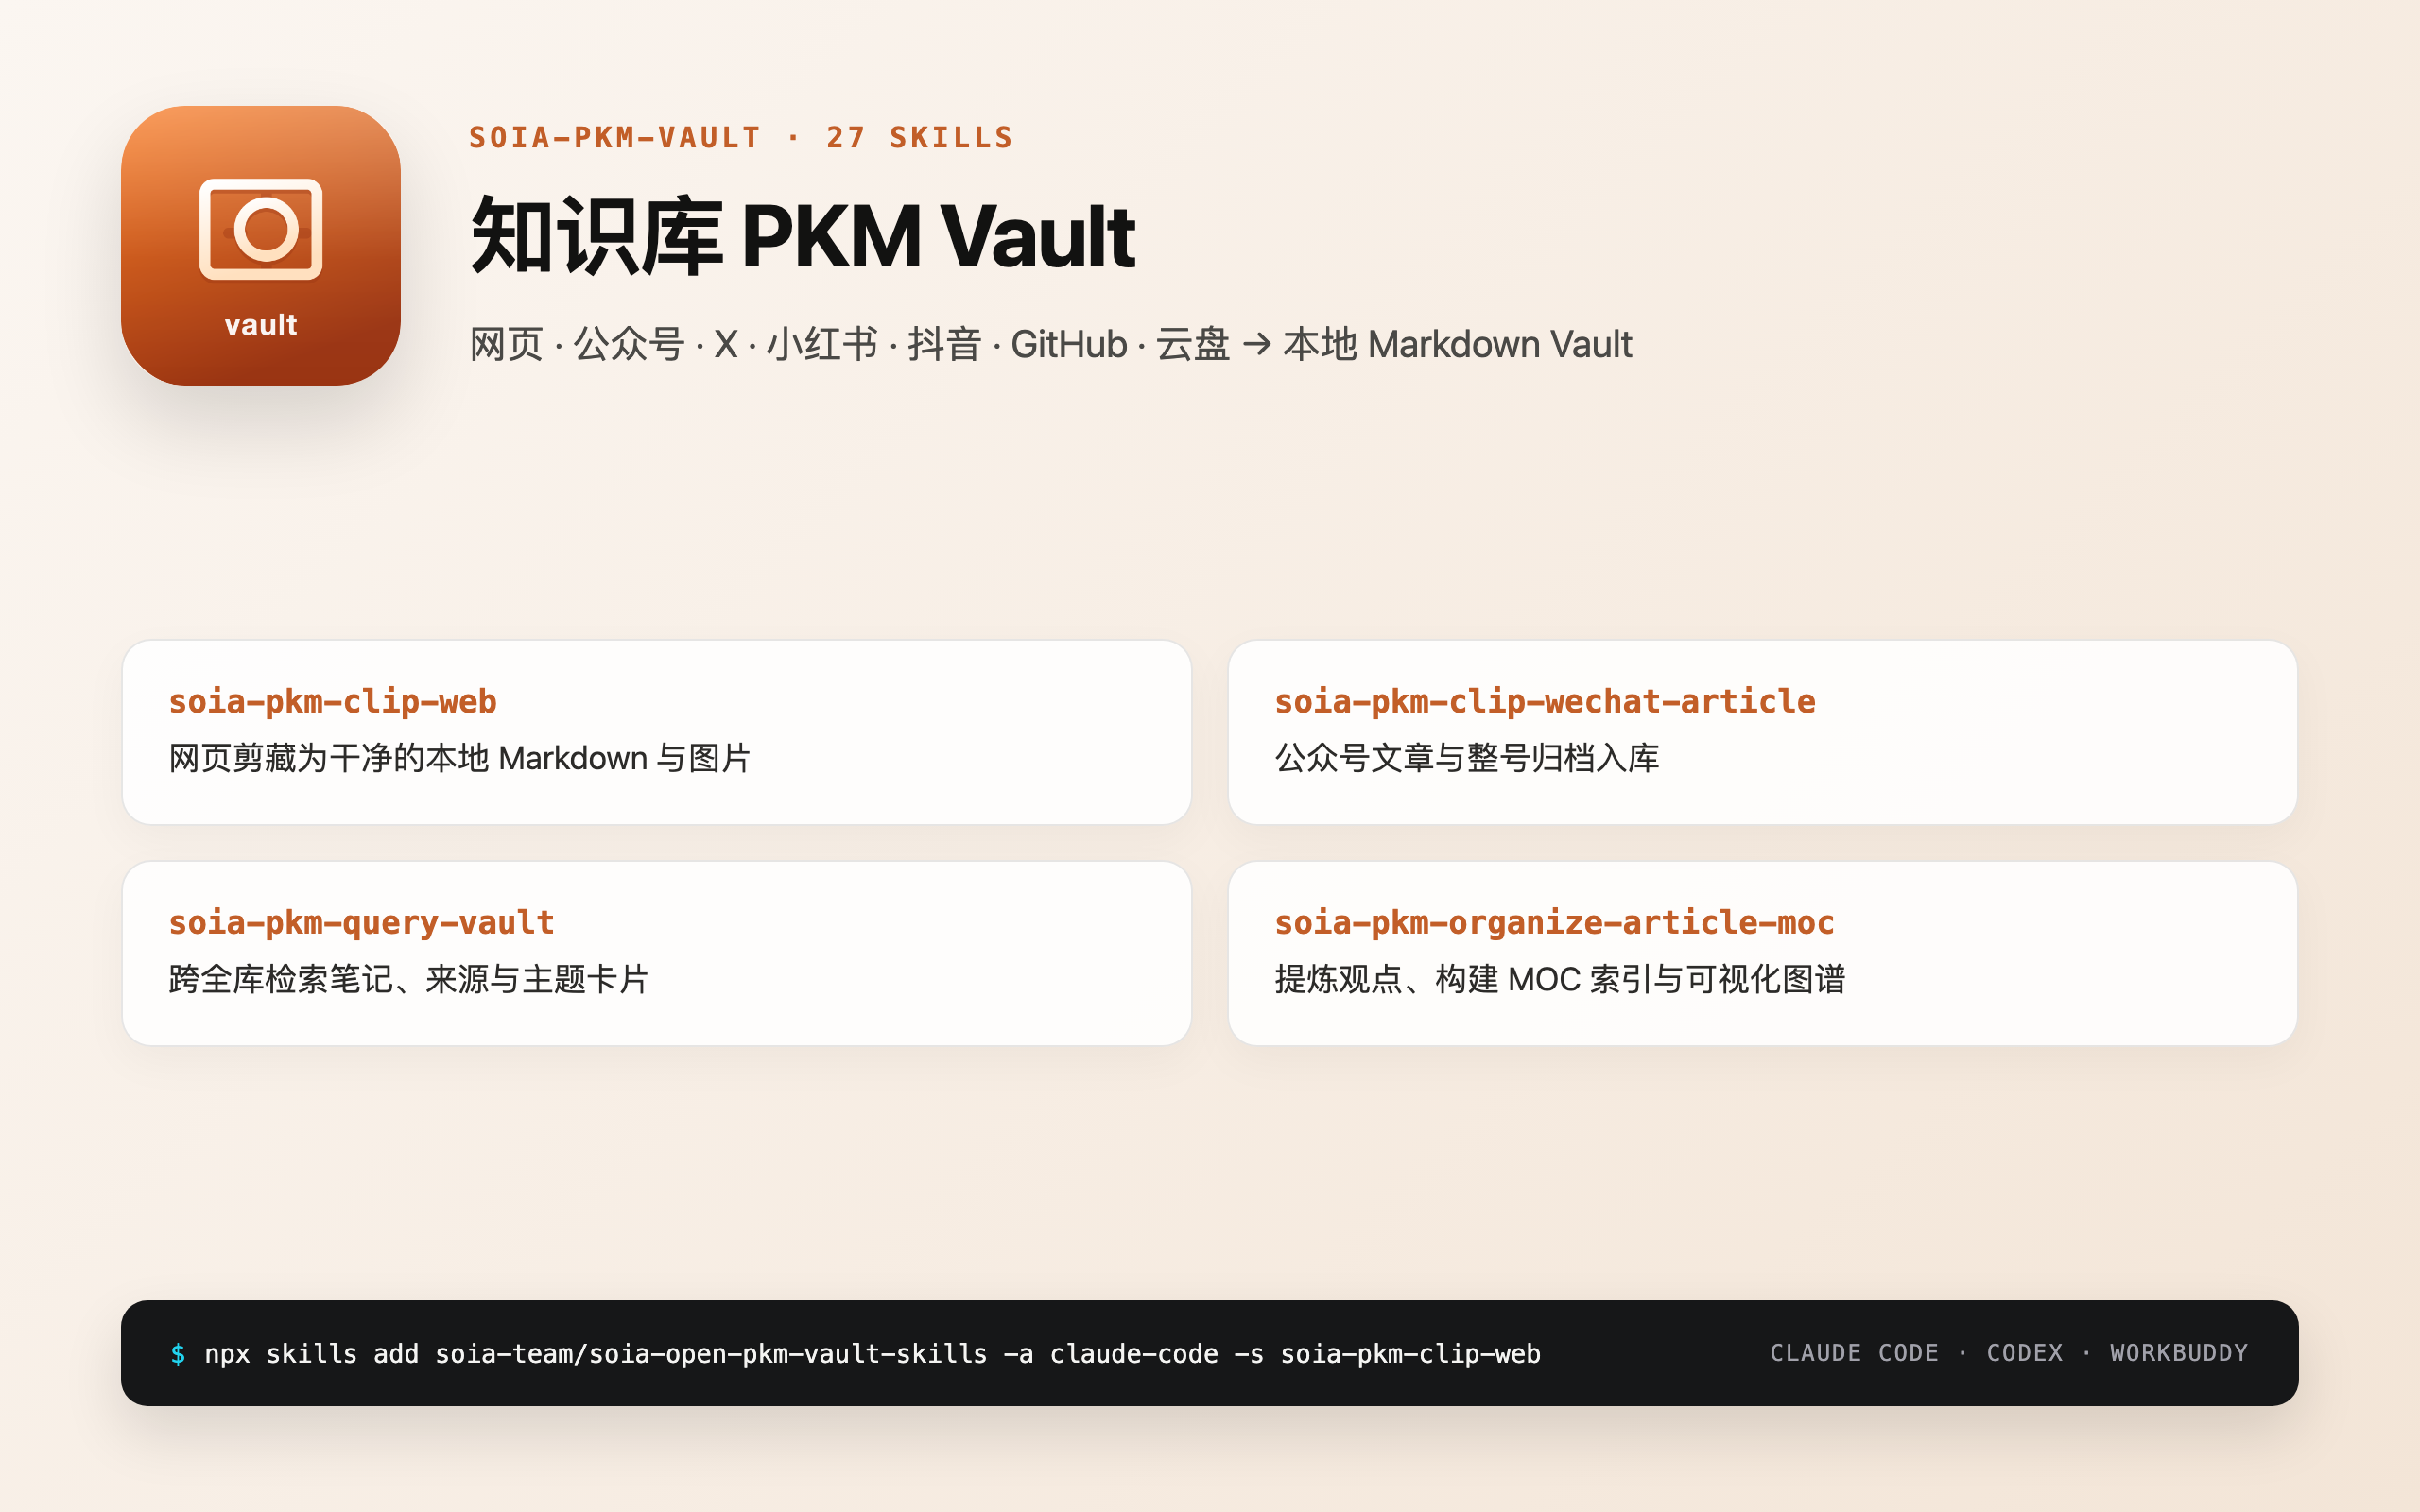 vault
SOIA-PKM-VAULT · 27 SKILLS
知识库 PKM Vault
网页 · 公众号 · X · 小红书 · 抖音 · GitHub · 云盘 → 本地 Markdown Vault
soia-pkm-clip-web
网页剪藏为干净的本地 Markdown 与图片
soia-pkm-clip-wechat-article
公众号文章与整号归档入库
soia-pkm-query-vault
跨全库检索笔记、来源与主题卡片
soia-pkm-organize-article-moc
提炼观点、构建 MOC 索引与可视化图谱
$ npx skills add soia-team/soia-open-pkm-vault-skills -a claude-code -s soia-pkm-clip-web
CLAUDE CODE · CODEX · WORKBUDDY